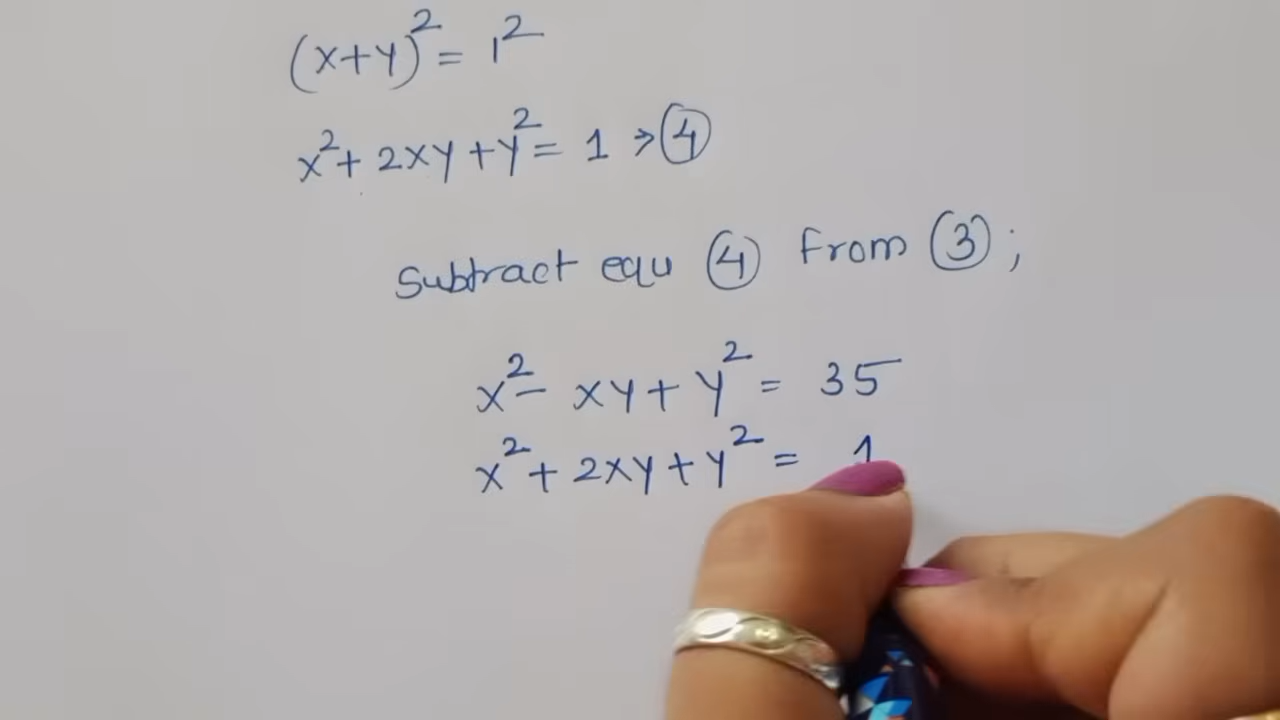 (x+y)² = 1²
x² + 2xy + y² = 1 → ④
Subtract equ ④ from ③ ;
x² - xy + y² = 35
x² + 2xy + y² = 1